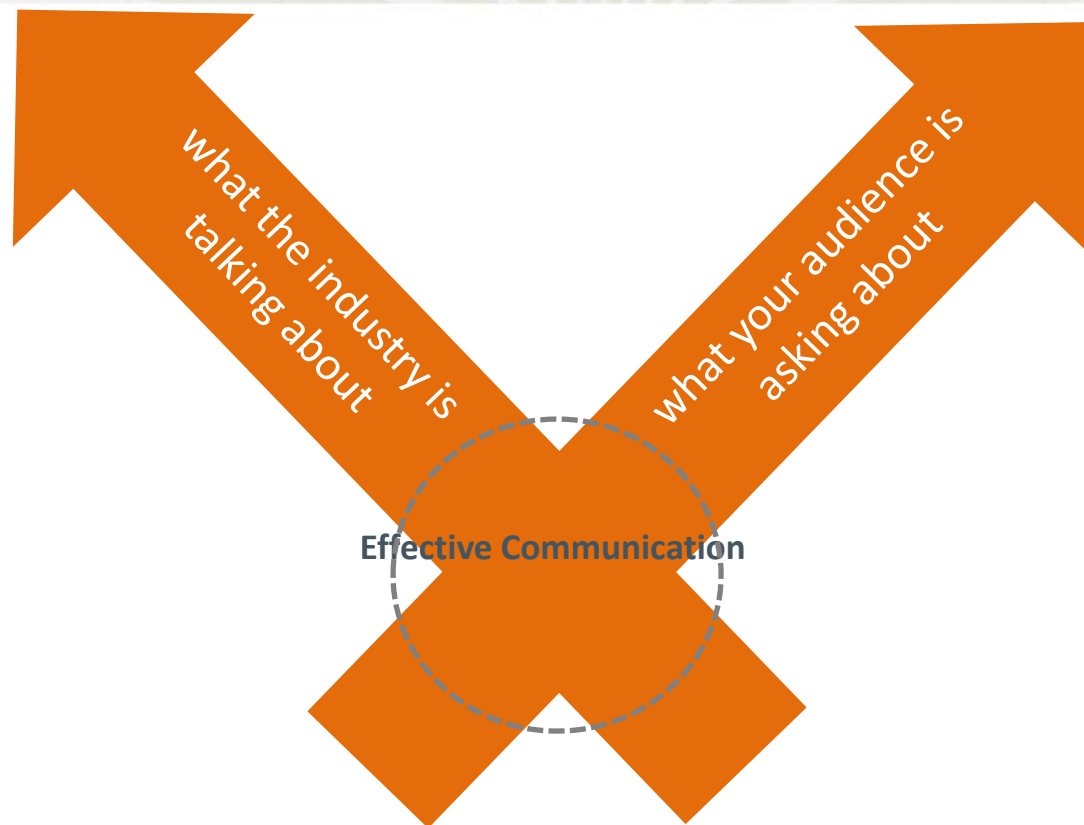 what the industry is
talking about
what your audience is
asking about
Effective Communication